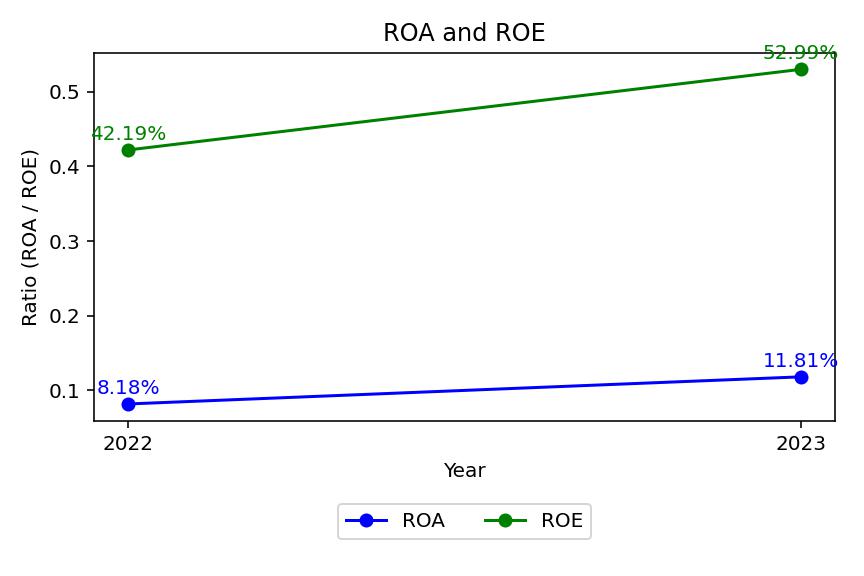 ROA and ROE
52.99%
0.5
42.19%
0.4
Ratio (ROA / ROE)
0.3
0.2
11.81%
8.18%
0.1
2022
2023
Year
ROA
ROE